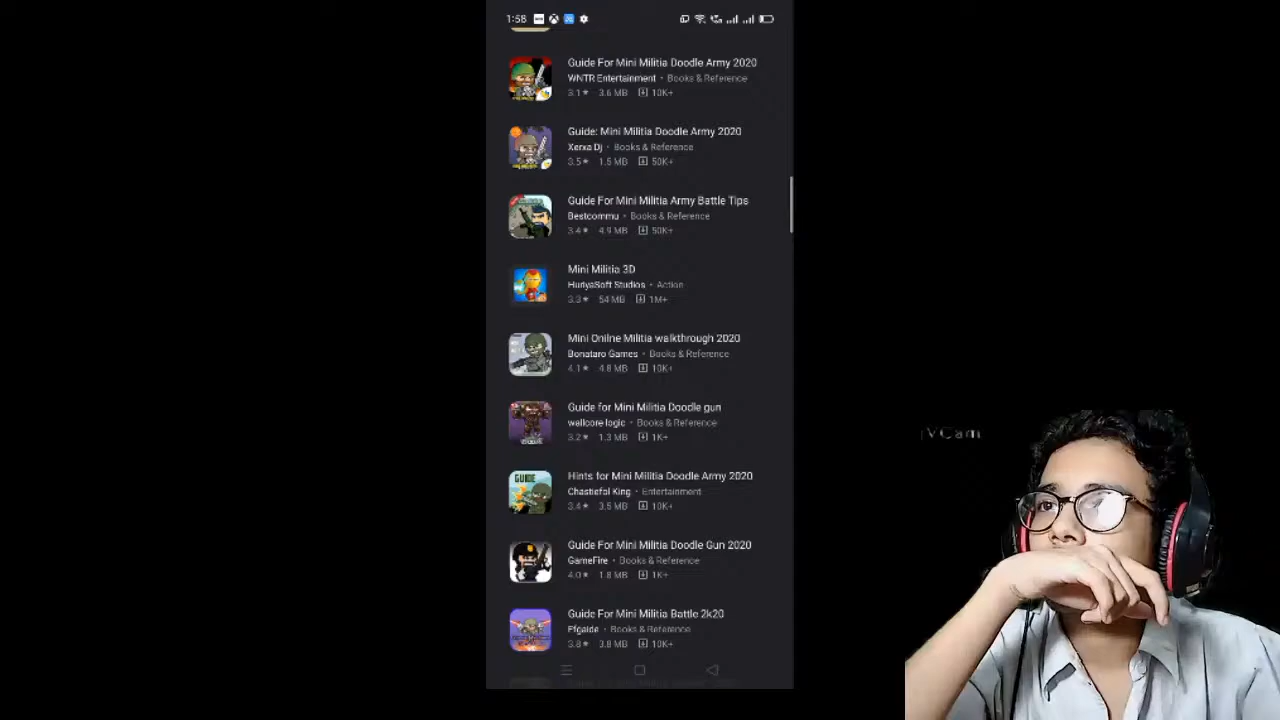 1:58
Guide For Mini Militia Doodle Army 2020
WNTR Entertainment • Books & Reference
3.1★ 3.6 MB 10K+
Guide: Mini Militia Doodle Army 2020
Xerxa Dj • Books & Reference
3.5★ 1.5 MB 50K+
Guide For Mini Militia Army Battle Tips
Bestcommu • Books & Reference
3.4★ 4.9 MB 50K+
Mini Militia 3D
HuriyaSoft Studios • Action
3.3★ 54 MB 1M+
Mini Onilne Militia walkthrough 2020
Bonataro Games • Books & Reference
4.1★ 4.8 MB 10K+
Guide for Mini Militia Doodle gun
wallcore logic • Books & Reference
3.2★ 1.3 MB 1K+
GUIDE
Hints for Mini Militia Doodle Army 2020
Chastiefol King • Entertainment
3.4★ 3.5 MB 10K+
Guide For Mini Militia Doodle Gun 2020
GameFire • Books & Reference
4.0★ 1.8 MB 1K+
Guide For Mini Militia Battle 2k20
Pfgaide • Books & Reference
3.8★ 3.8 MB 10K+
iVCam